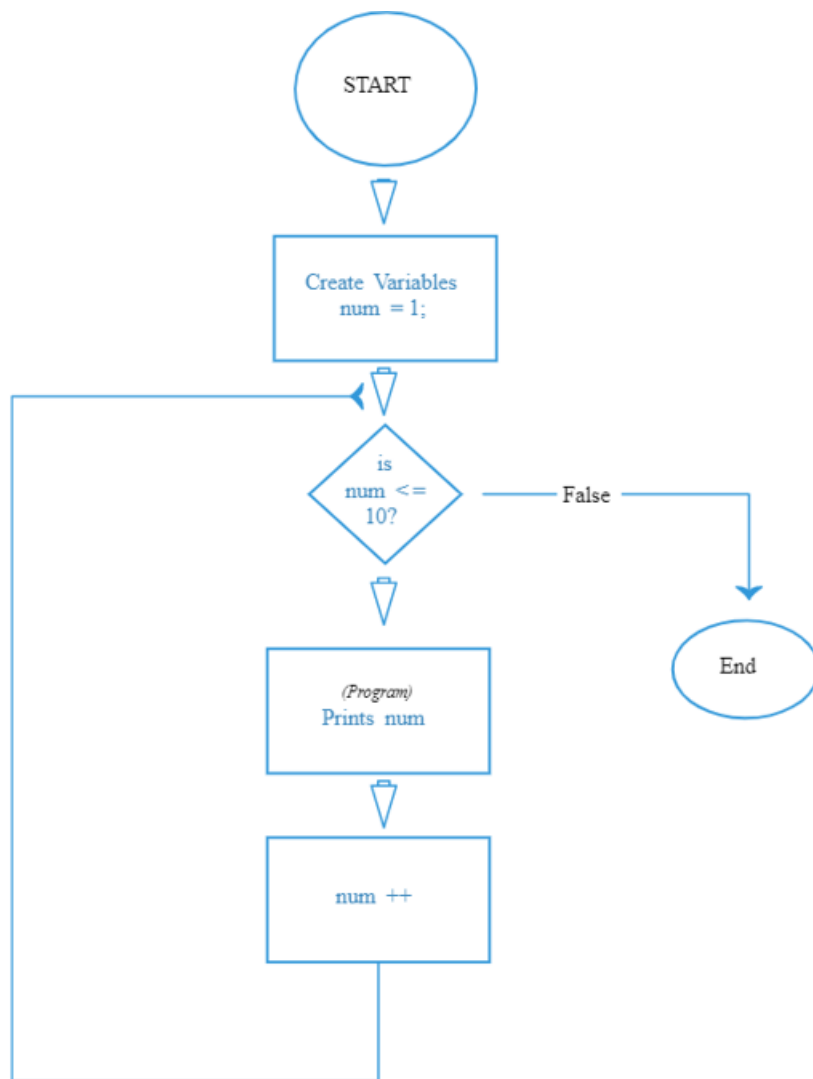 START
Create Variables
num = 1;
is
num <=
10?
False
End
(Program)
Prints num
num ++